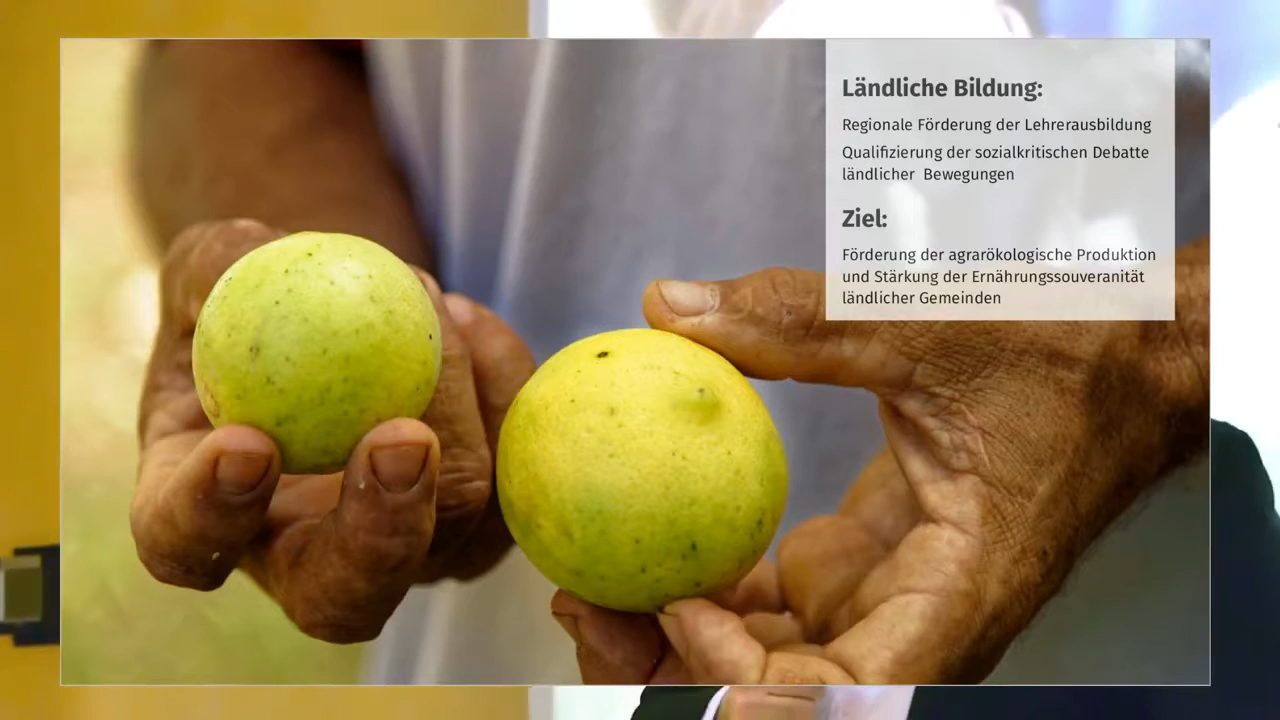 Ländliche Bildung:
Regionale Förderung der Lehrerausbildung
Qualifizierung der sozialkritischen Debatte
ländlicher Bewegungen
Ziel:
Förderung der agrarökologische Produktion
und Stärkung der Ernährungssouveranität
ländlicher Gemeinden